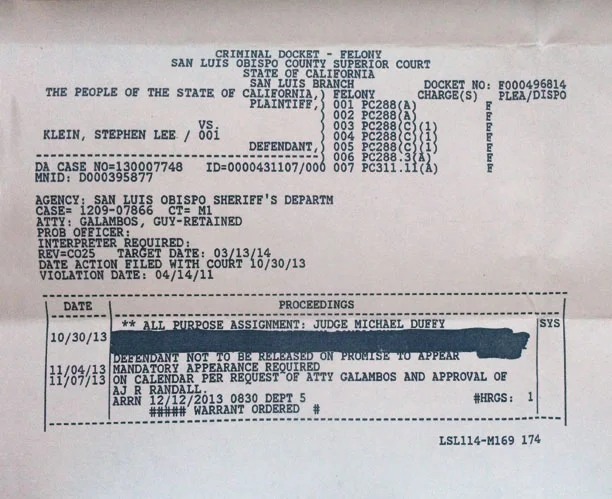 CRIMINAL DOCKET - FELONY
SAN LUIS OBISPO COUNTY SUPERIOR COURT
STATE OF CALIFORNIA
SAN LUIS BRANCH DOCKET NO: F000496814
THE PEOPLE OF THE STATE OF CALIFORNIA,) FELONY CHARGE(S) PLEA/DISPO
PLAINTIFF,) 001 PC288(A) F
) 002 PC288(A) F
VS. ) 003 PC288(C)(1) F
KLEIN, STEPHEN LEE / 001 ) 004 PC288(C)(1) F
DEFENDANT,) 005 PC288(C)(1) F
) 006 PC288.3(A) F
DA CASE NO=130007748 ID=0000431107/000 007 PC311.11(A) F
MNID: D000395877
AGENCY: SAN LUIS OBISPO SHERIFF'S DEPARTM
CASE= 1209-07866 CT= M1
ATTY: GALAMBOS, GUY-RETAINED
PROB OFFICER:
INTERPRETER REQUIRED:
REV=CO25 TARGET DATE: 03/13/14
DATE ACTION FILED WITH COURT 10/30/13
VIOLATION DATE: 04/14/11
DATE PROCEEDINGS
** ALL PURPOSE ASSIGNMENT: JUDGE MICHAEL DUFFY SYS
10/30/13
DEFENDANT NOT TO BE RELEASED ON PROMISE TO APPEAR
11/04/13 MANDATORY APPEARANCE REQUIRED
11/07/13 ON CALENDAR PER REQUEST OF ATTY GALAMBOS AND APPROVAL OF
AJ R RANDALL.
ARRN 12/12/2013 0830 DEPT 5 #HRGS: 1
##### WARRANT ORDERED #
LSL114-M169 174